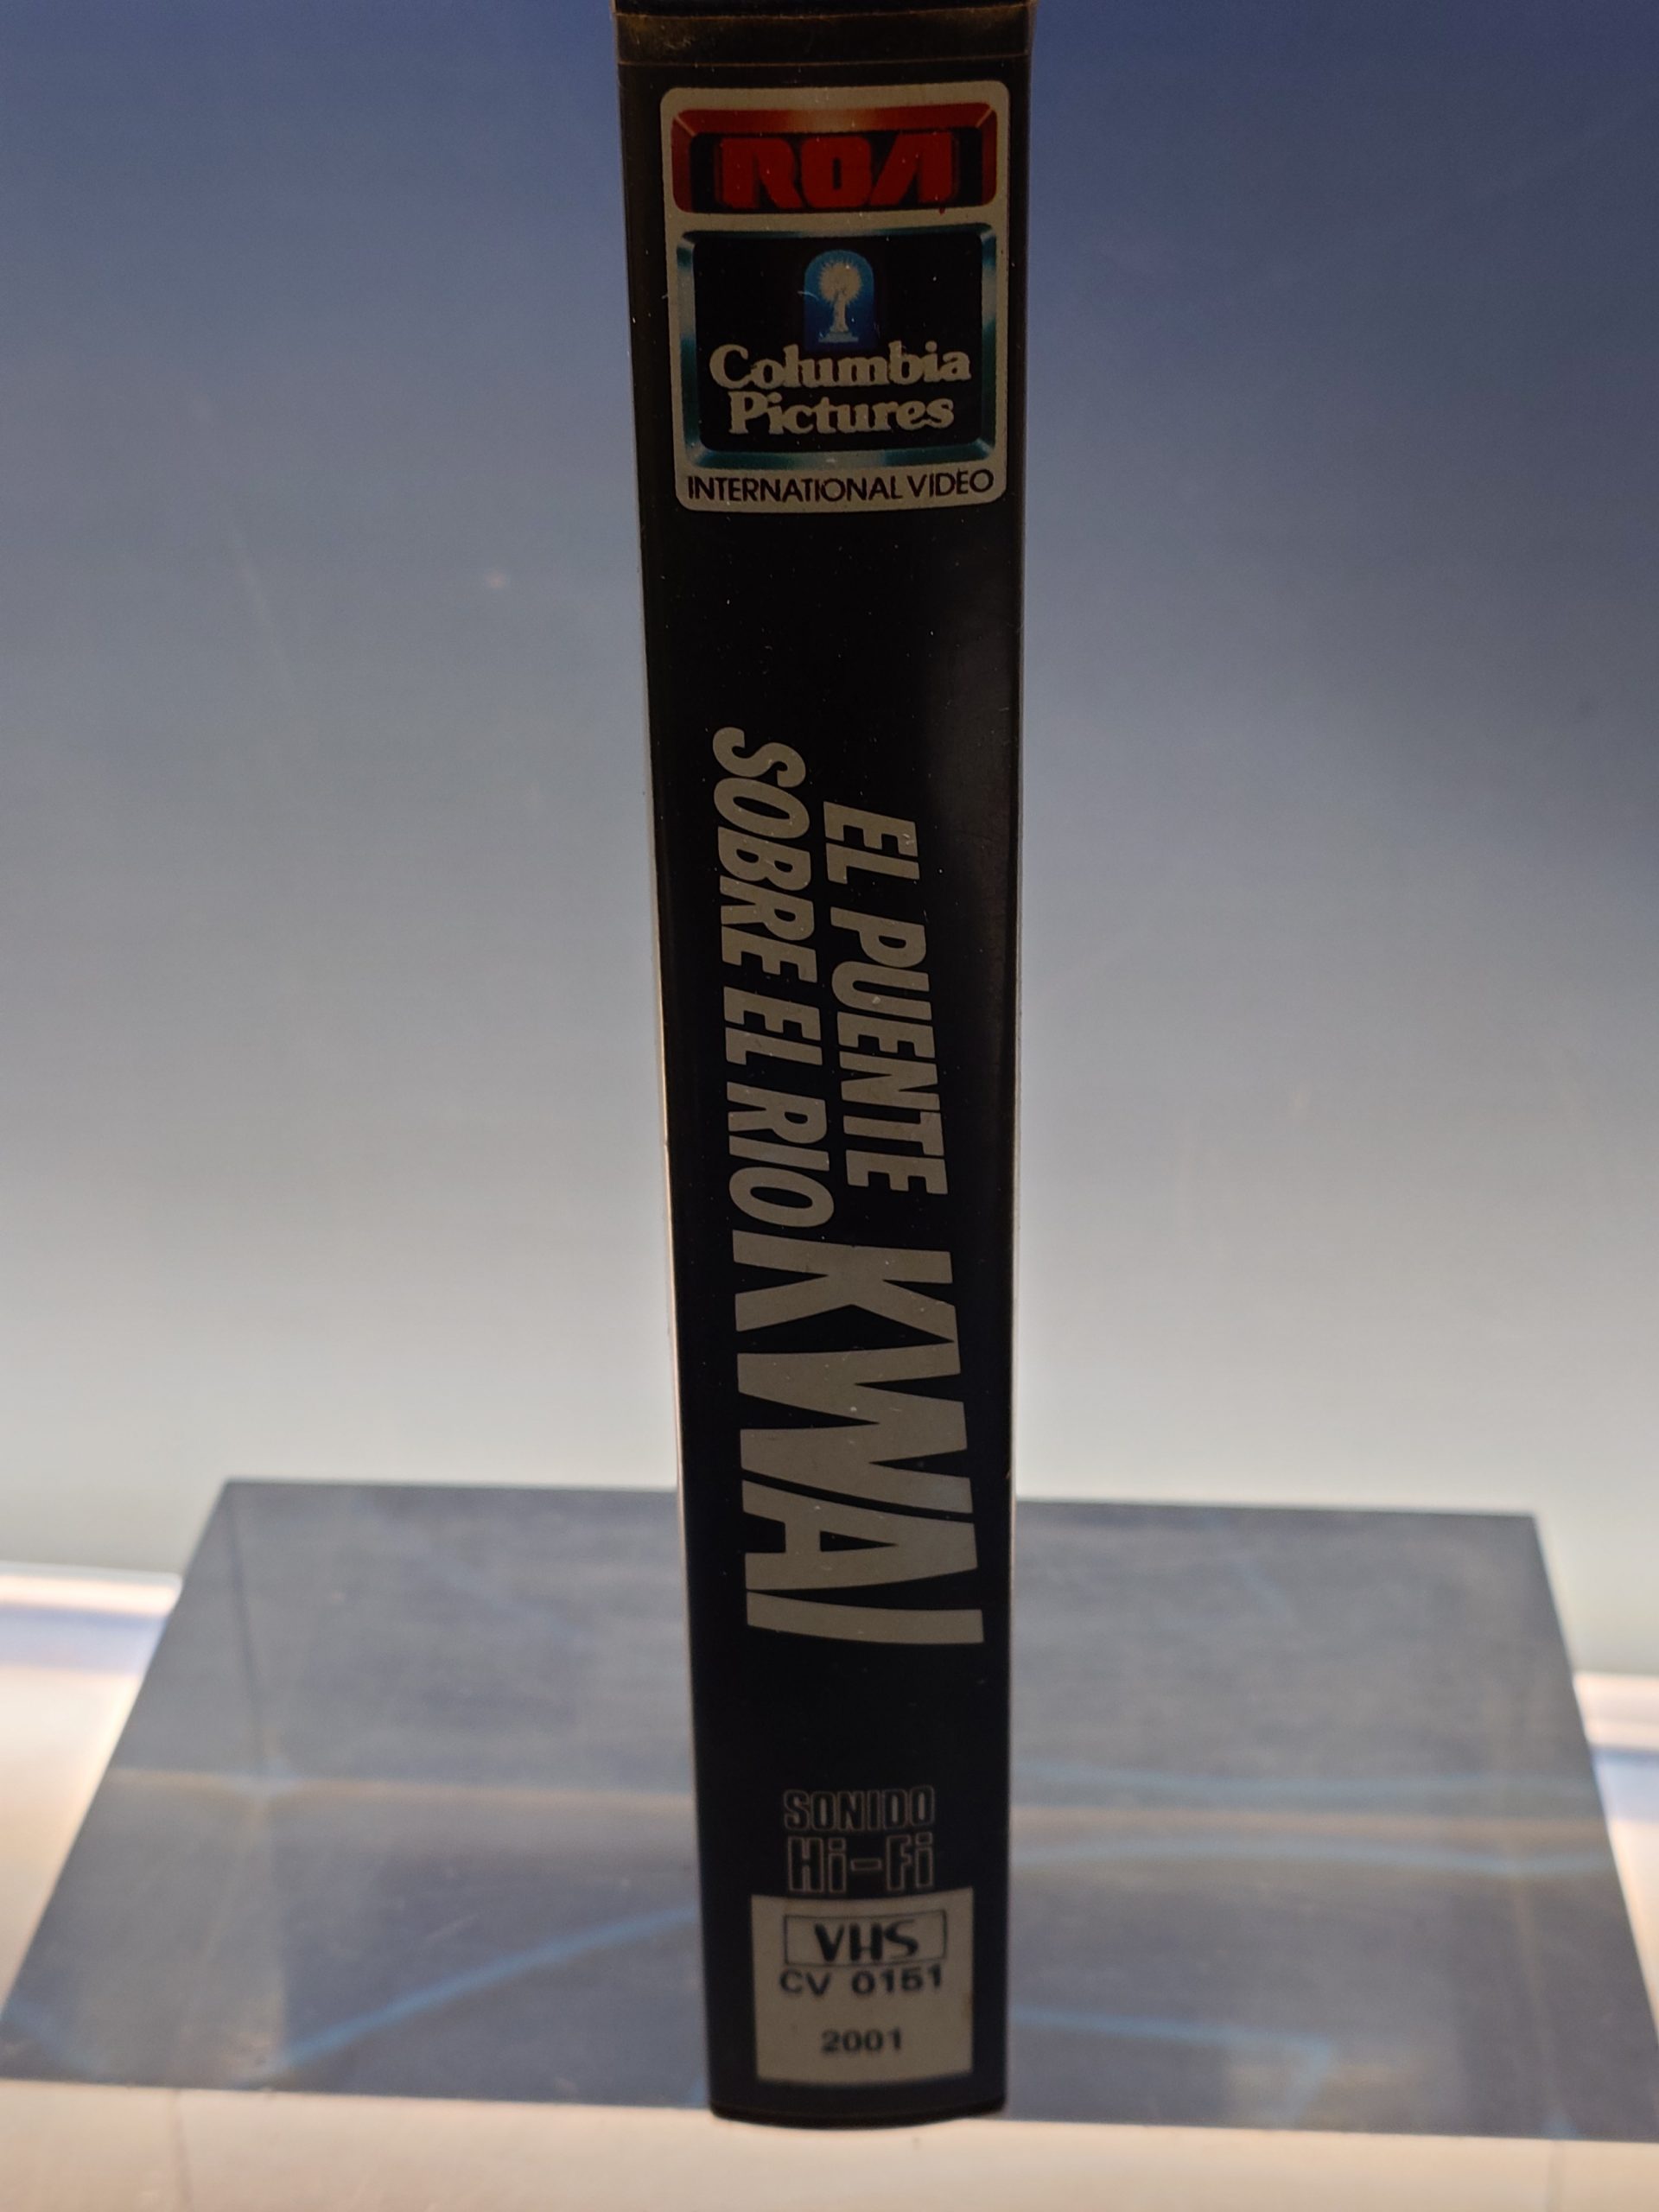 RCA
Columbia
Pictures
INTERNATIONAL VIDEO
EL PUENTE
SOBRE EL RIO KWAI
SONIDO
Hi-Fi
VHS
CV 0151
2001